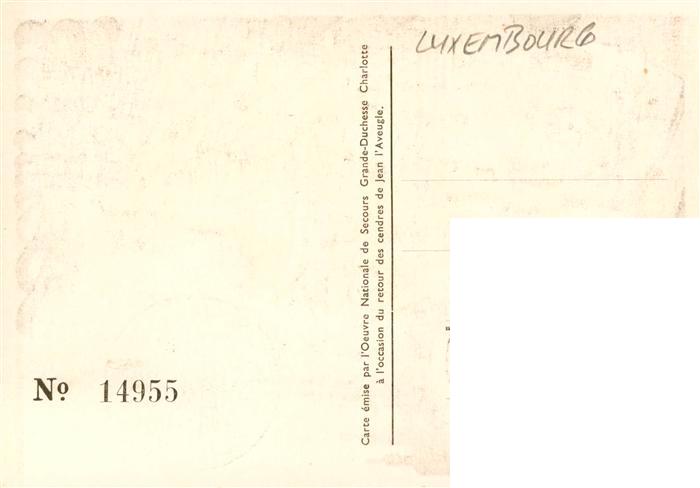 LUXEMBOURG
Carte émise par l'Oeuvre Nationale de Secours Grande-Duchesse Charlotte
à l'occasion du retour des cendres de Jean l'Aveugle.
Nº 14955